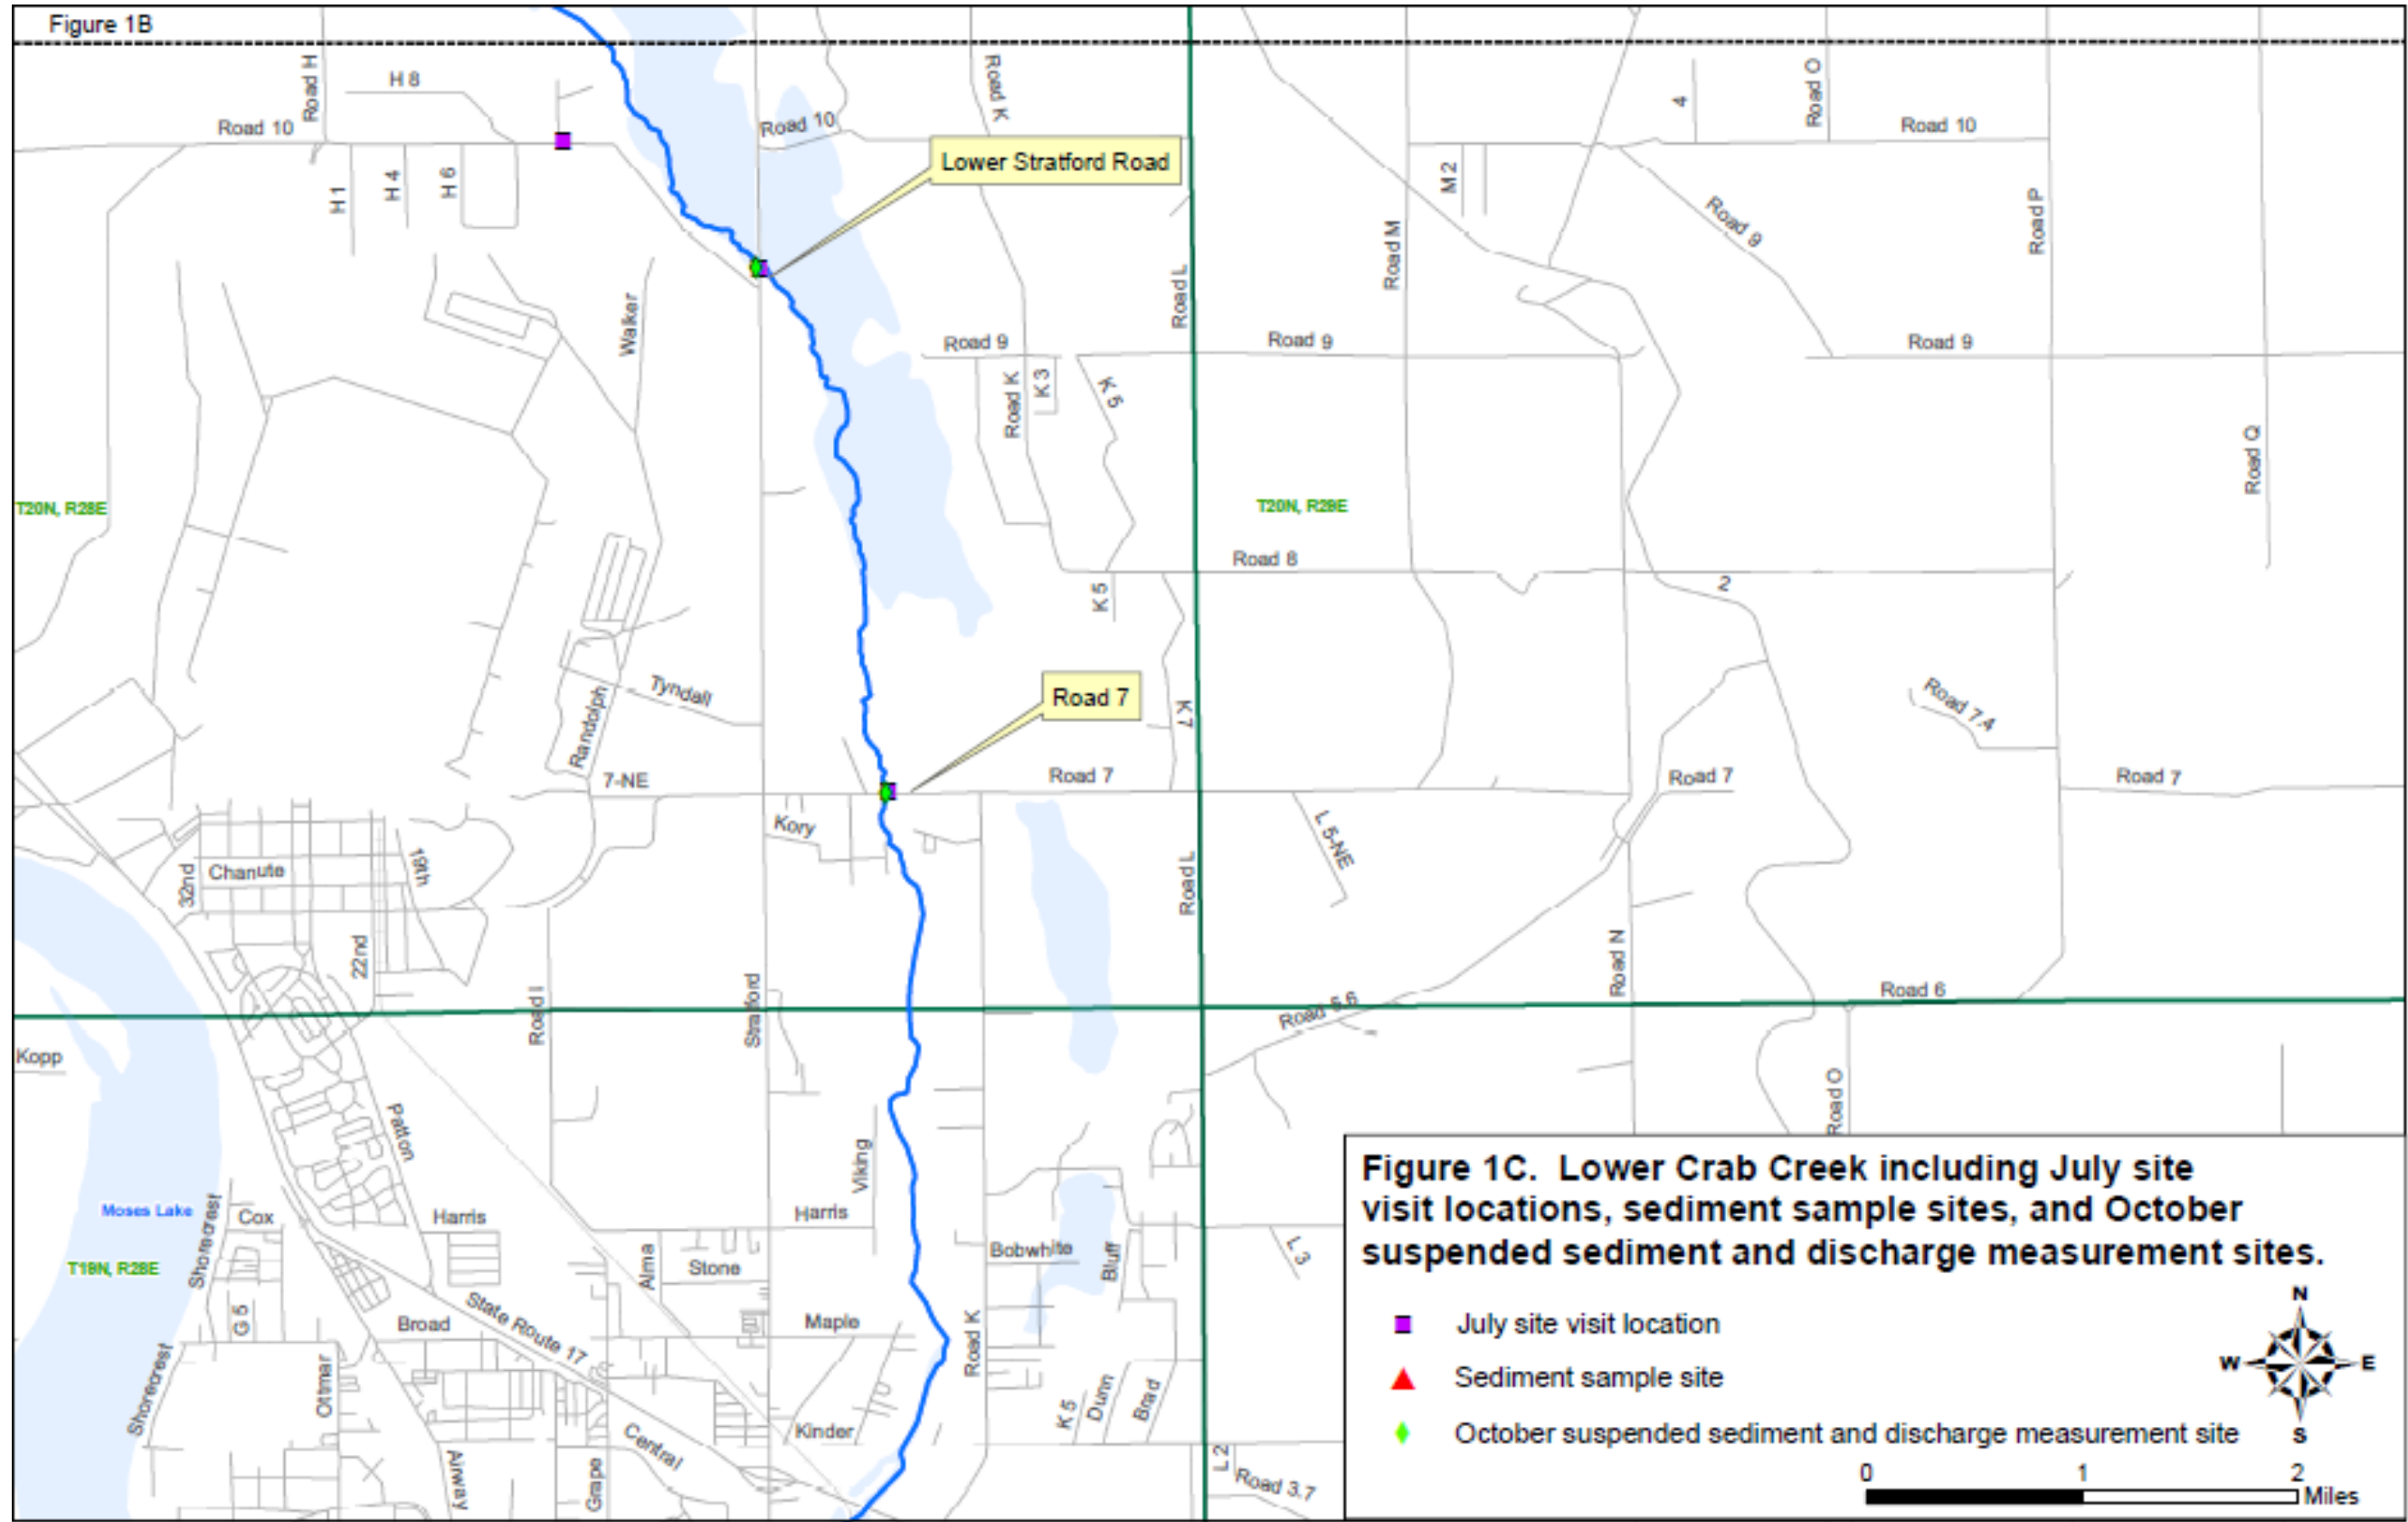 Figure 1B
Road H
H 8
Road K
4
Road O
Road 10
Road 10
Road 10
Lower Stratford Road
H 1
H 4
H 6
M 2
Road 9
Road P
Road M
Road L
Walker
Road 9
Road 9
Road 9
Road K
K 3
K 5
Road Q
T20N, R28E
T20N, R29E
Road 8
K 5
2
Tyndall
Randolph
Road 7
K 7
Road 7.4
7-NE
Road 7
Road 7
Road 7
Kory
L 5-NE
32nd
Chanute
19th
Road L
22nd
Road N
Road I
Stratford
Road 6
Road 5.6
Kopp
Road O
Patton
Viking
Moses Lake
Shorecrest
Cox
Harris
Harris
T19N, R28E
Alma
Stone
Bobwhite
Bluff
L 3
G 5
Broad
State Route 17
Maple
Road K
Shorecrest
Ottmar
K 5
Dunn
Brad
Kinder
Central
Airway
Grape
L 2
Road 3.7
Figure 1C. Lower Crab Creek including July site
visit locations, sediment sample sites, and October
suspended sediment and discharge measurement sites.
July site visit location
Sediment sample site
October suspended sediment and discharge measurement site
N
W
E
S
0 1 2
Miles